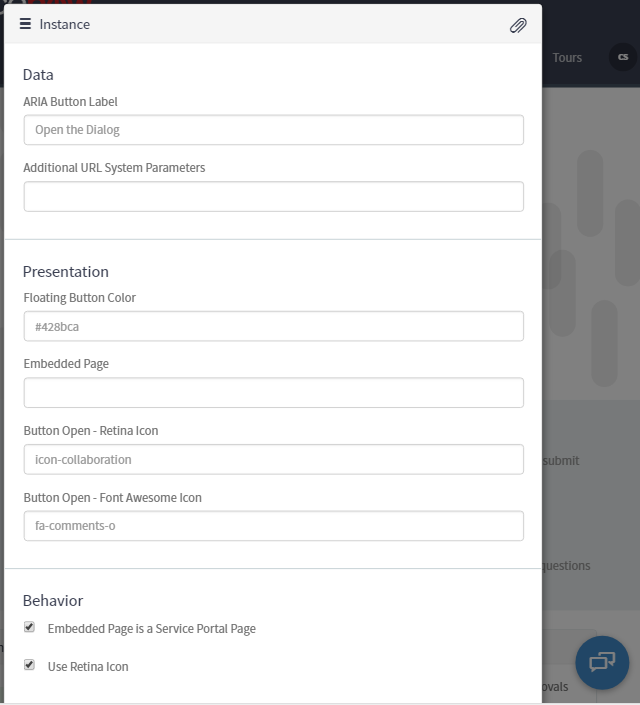 Instance
Tours
CS
Data
ARIA Button Label
Open the Dialog
Additional URL System Parameters
Presentation
Floating Button Color
#428bca
Embedded Page
Button Open - Retina Icon
icon-collaboration
submit
Button Open - Font Awesome Icon
fa-comments-o
questions
Behavior
Embedded Page is a Service Portal Page
Use Retina Icon
ovals